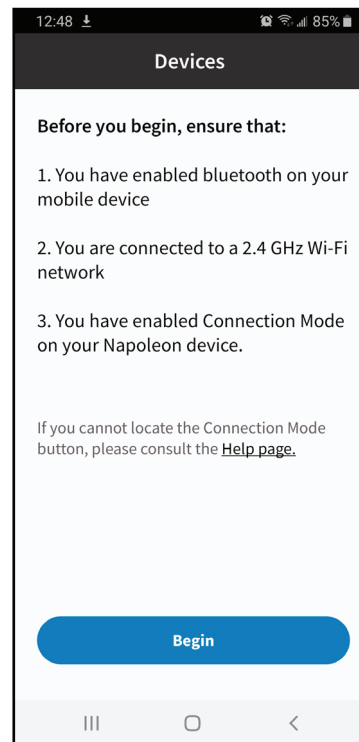 12:48
85%
Devices
Before you begin, ensure that:
1. You have enabled bluetooth on your
mobile device
2. You are connected to a 2.4 GHz Wi-Fi
network
3. You have enabled Connection Mode
on your Napoleon device.
If you cannot locate the Connection Mode
button, please consult the Help page.
Begin